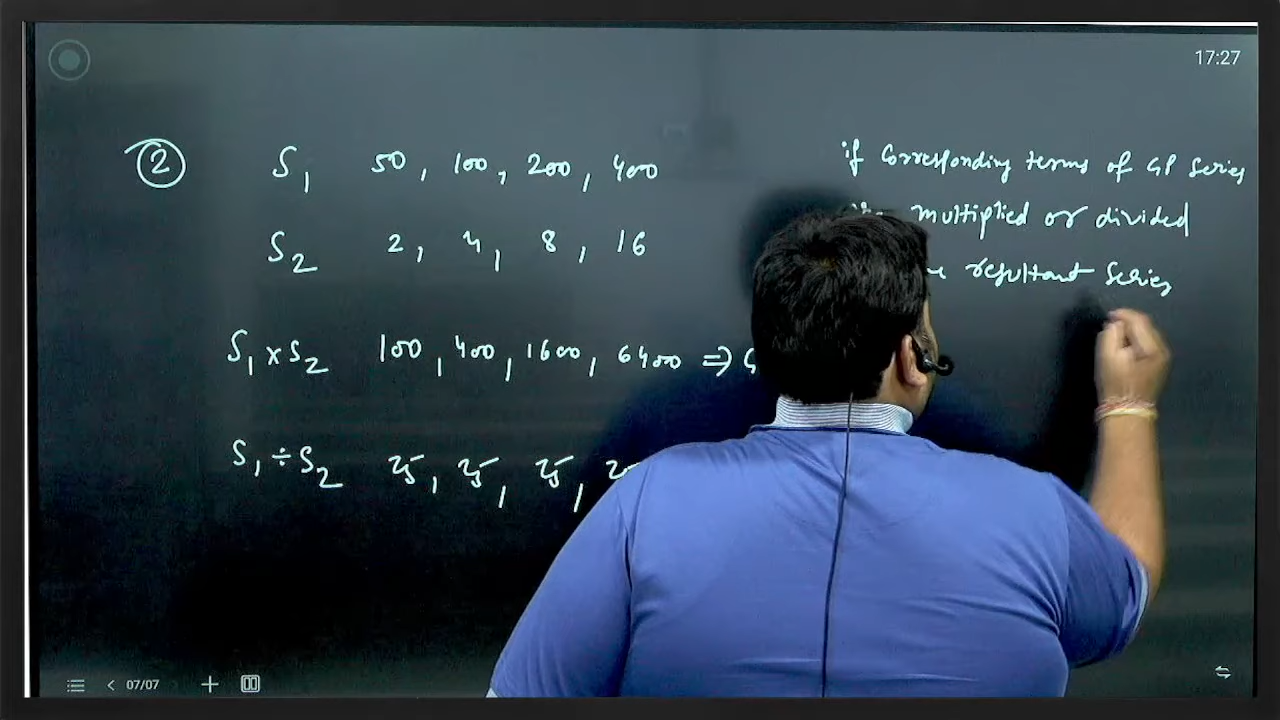 17:27
2
S1 50, 100, 200, 400
S2 2, 4, 8, 16
S1 × S2 100, 400, 1600, 6400 ⇒
S1 ÷ S2 25, 25, 25,
if Corresponding terms of GP Series
multiplied or divided
resultant Series
07/07